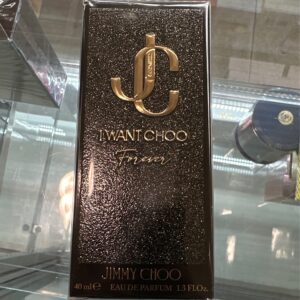 JC
I WANT CHOO
Forever
JIMMY CHOO
40 ml e EAU DE PARFUM 1.3 Fl.Oz.